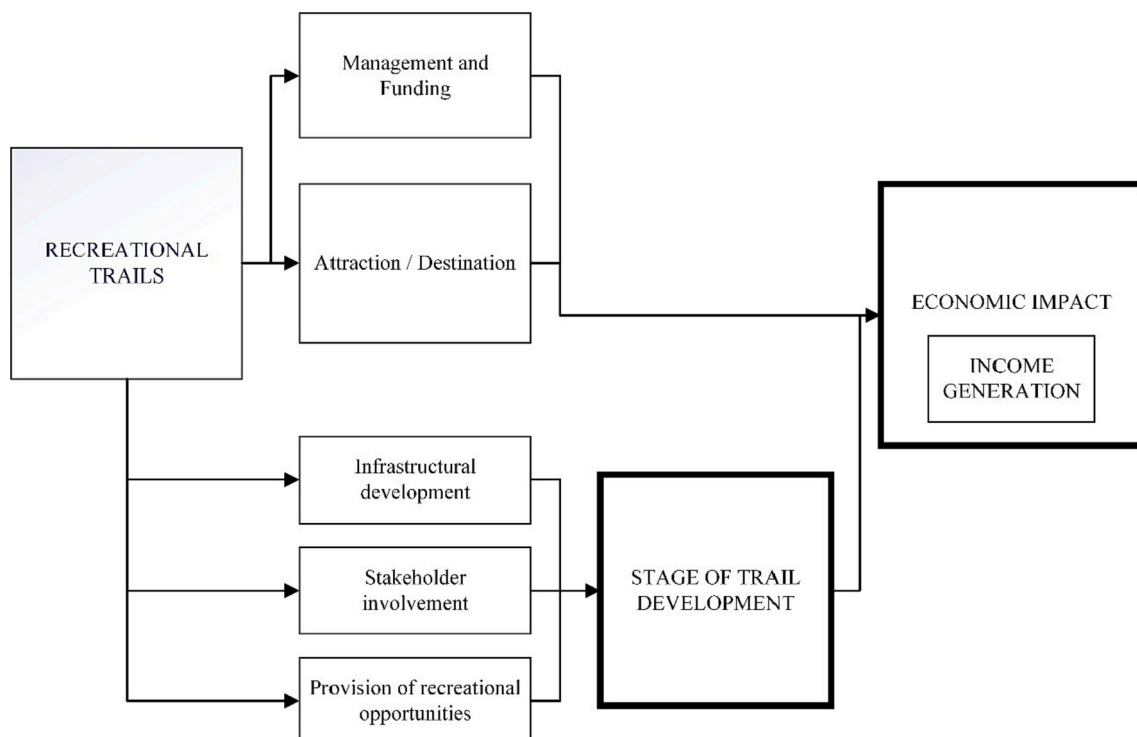 Management and
Funding
RECREATIONAL
TRAILS
Attraction / Destination
ECONOMIC IMPACT
INCOME
GENERATION
Infrastructural
development
Stakeholder
involvement
STAGE OF TRAIL
DEVELOPMENT
Provision of recreational
opportunities